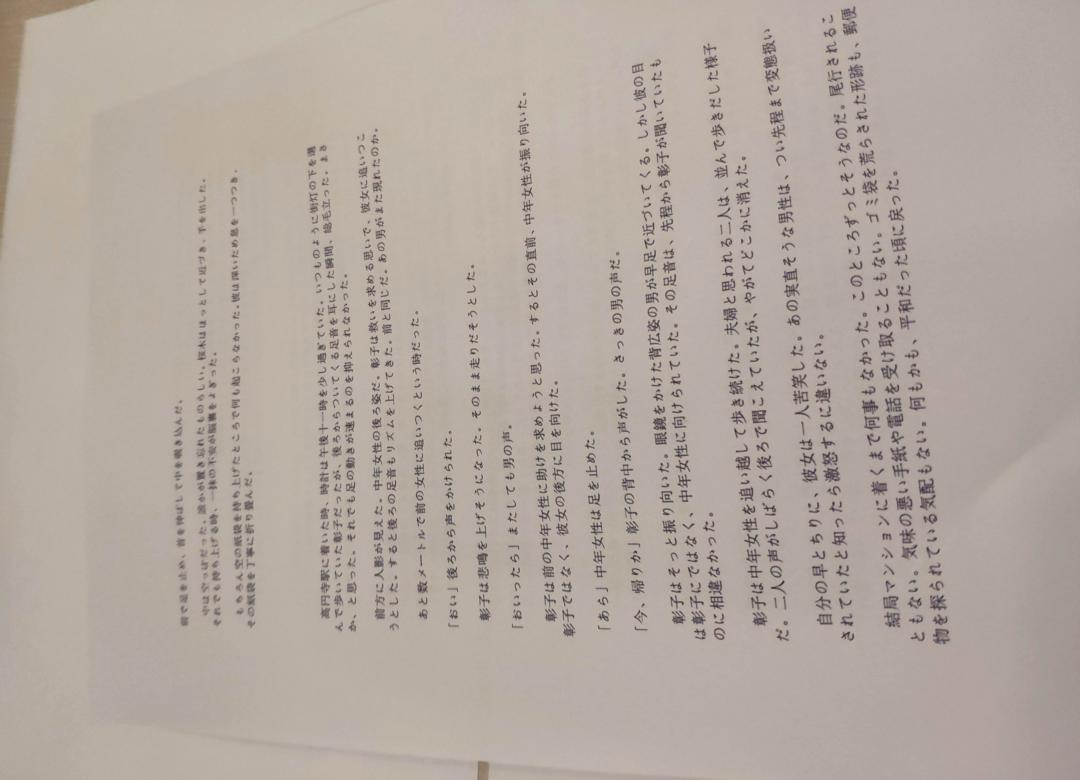 前で足を止め、首を伸ばして中を覗き込んだ。
中は空っぽだった。誰かが置き忘れたものらしい。桜木はほっとして近づき、手を出した。
それでも持ち上げる時、一抹の不安が脳裏をよぎった。
もちろん空の紙袋を持ち上げたところで何も起こらなかった。彼は深いため息を一つつき、
その紙袋を丁寧に折り畳んだ。
高円寺駅に着いた時、時計は午後十一時を少し過ぎていた。いつものように街灯の下を選
んで歩いていた彰子だったが、後ろからついてくる足音を耳にした瞬間、総毛立った。まさ
か、と思った。それでも足の動きが速まるのを抑えられなかった。
前方に人影が見えた。中年女性の後ろ姿だ。彰子は救いを求める思いで、彼女に追いつこ
うとした。すると後ろの足音もリズムを上げてきた。前と同じだ。あの男がまた現れたのか。
あと数メートルで前の女性に追いつくという時だった。
「おい」後ろから声をかけられた。
彰子は悲鳴を上げそうになった。そのまま走りだそうとした。
「おいったら」またしても男の声。
彰子は前の中年女性に助けを求めようと思った。するとその直前、中年女性が振り向いた。
彰子ではなく、彼女の後方に目を向けた。
「あら」中年女性は足を止めた。
「今、帰りか」彰子の背中から声がした。さっきの男の声だ。
彰子はそっと振り向いた。眼鏡をかけた背広姿の男が早足で近づいてくる。しかし彼の目
は彰子にではなく、中年女性に向けられていた。その足音は、先程から彰子が聞いていたも
のに相違なかった。
彰子は中年女性を追い越して歩き続けた。夫婦と思われる二人は、並んで歩きだした様子
だ。二人の声がしばらく後ろで聞こえていたが、やがてどこかに消えた。
自分の早とちりに、彼女は一人苦笑した。あの実直そうな男性は、つい先程まで変態扱い
されていたと知ったら激怒するに違いない。
結局マンションに着くまで何事もなかった。このところずっとそうなのだ。尾行されるこ
ともない。気味の悪い手紙や電話を受け取ることもない。ゴミ袋を荒らされた形跡も、郵便
物を探られている気配もない。何もかも、平和だった頃に戻った。